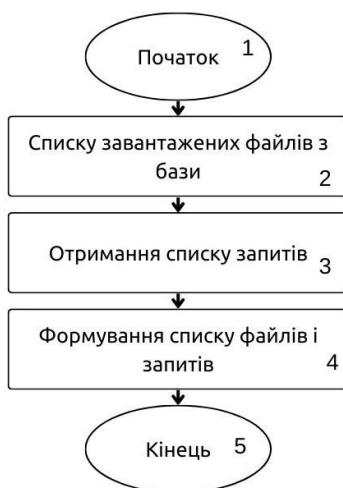 Початок 1
Списку завантажених файлів з
бази 2
Отримання списку запитів 3
Формування списку файлів і
запитів 4
Кінець 5